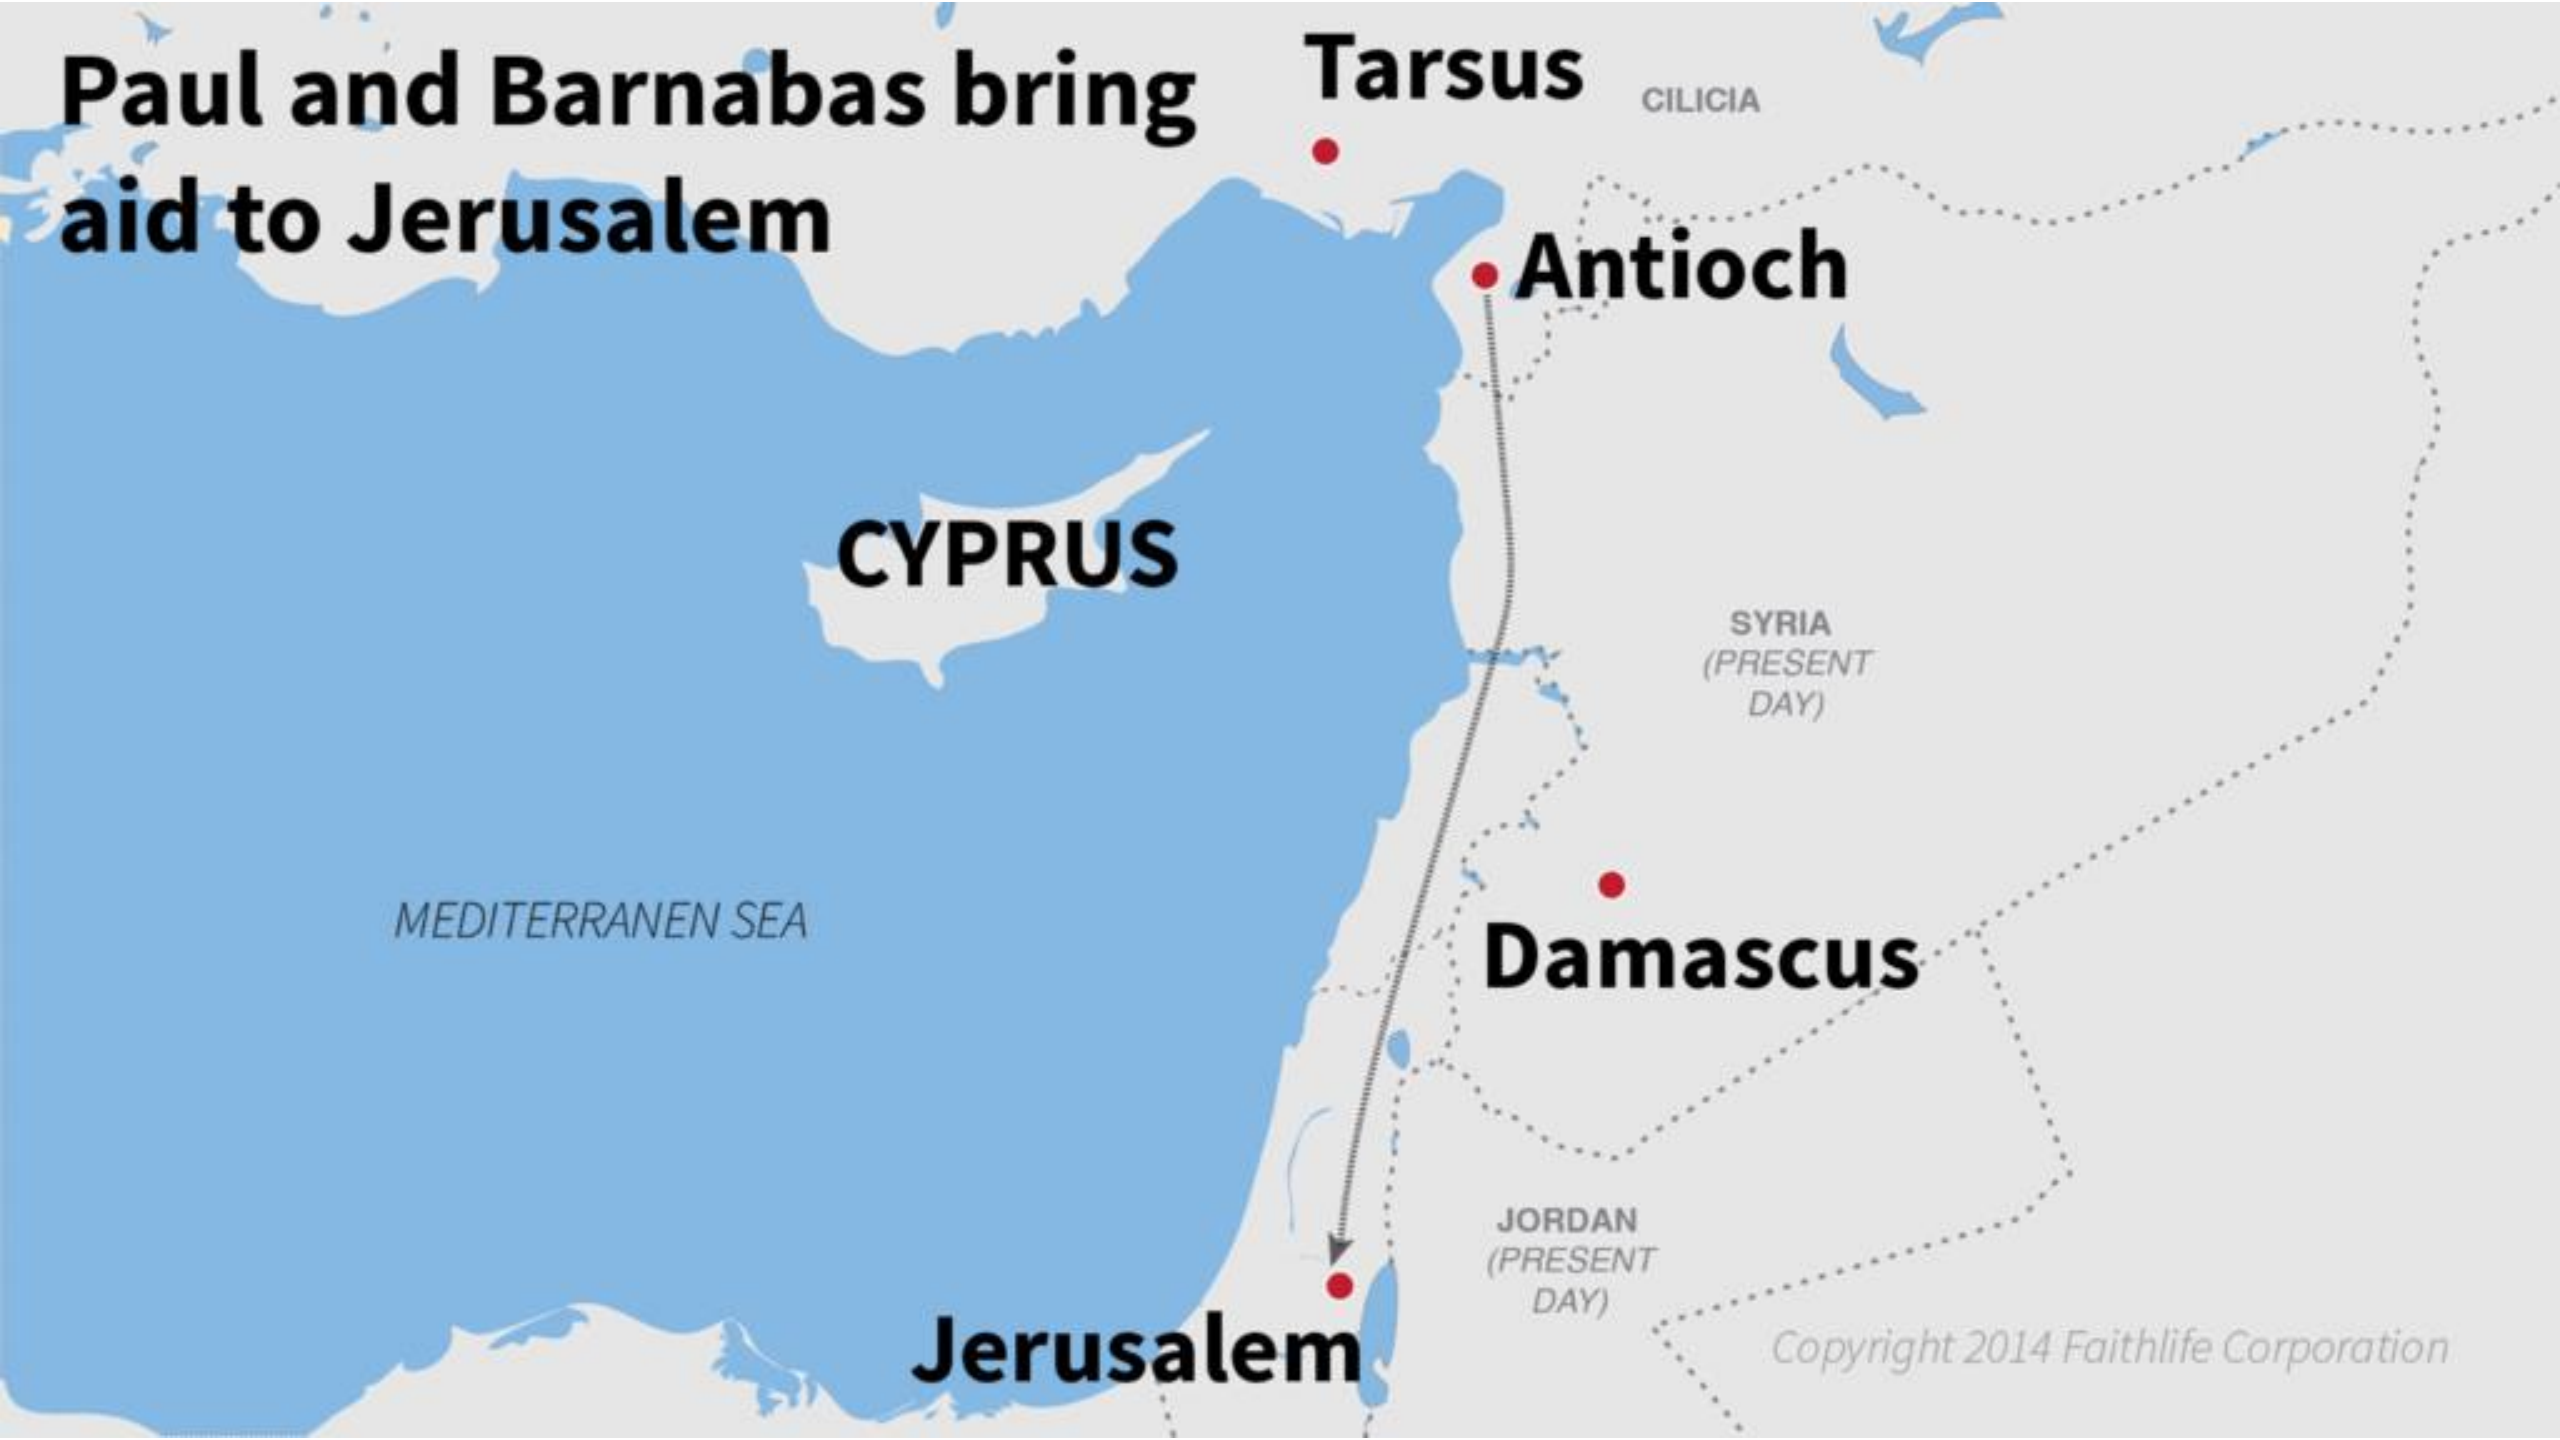 Paul and Barnabas bring
aid to Jerusalem
Tarsus
CILICIA
Antioch
CYPRUS
SYRIA
(PRESENT
DAY)
MEDITERRANEN SEA
Damascus
JORDAN
(PRESENT
DAY)
Jerusalem
Copyright 2014 Faithlife Corporation